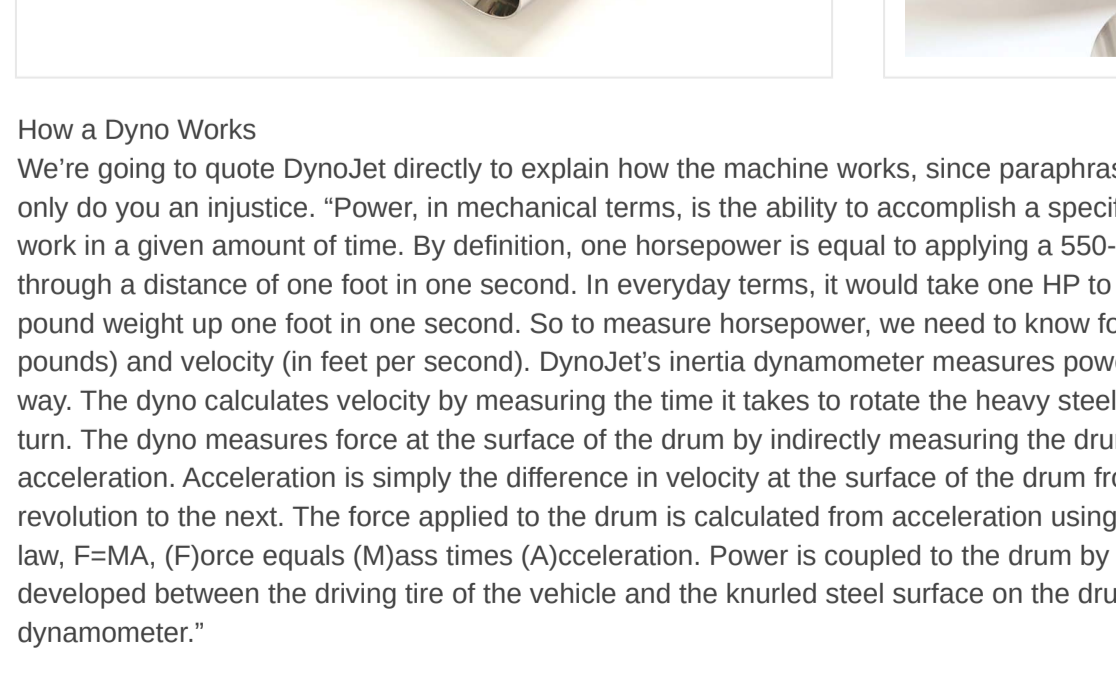 How a Dyno Works
We’re going to quote DynoJet directly to explain how the machine works, since
only do you an injustice. “Power, in mechanical terms, is the ability to accomplish a
work in a given amount of time. By definition, one horsepower is equal to applying a 550-
through a distance of one foot in one second. In everyday terms, it would take one HP to
pound weight up one foot in one second. So to measure horsepower, we need to know
pounds) and velocity (in feet per second). DynoJet’s inertia dynamometer measures
way. The dyno calculates velocity by measuring the time it takes to rotate the heavy steel
turn. The dyno measures force at the surface of the drum by indirectly measuring the
acceleration. Acceleration is simply the difference in velocity at the surface of the drum
revolution to the next. The force applied to the drum is calculated from acceleration using
law, F=MA, (F)orce equals (M)ass times (A)cceleration. Power is coupled to the drum by
developed between the driving tire of the vehicle and the knurled steel surface on the
dynamometer.”